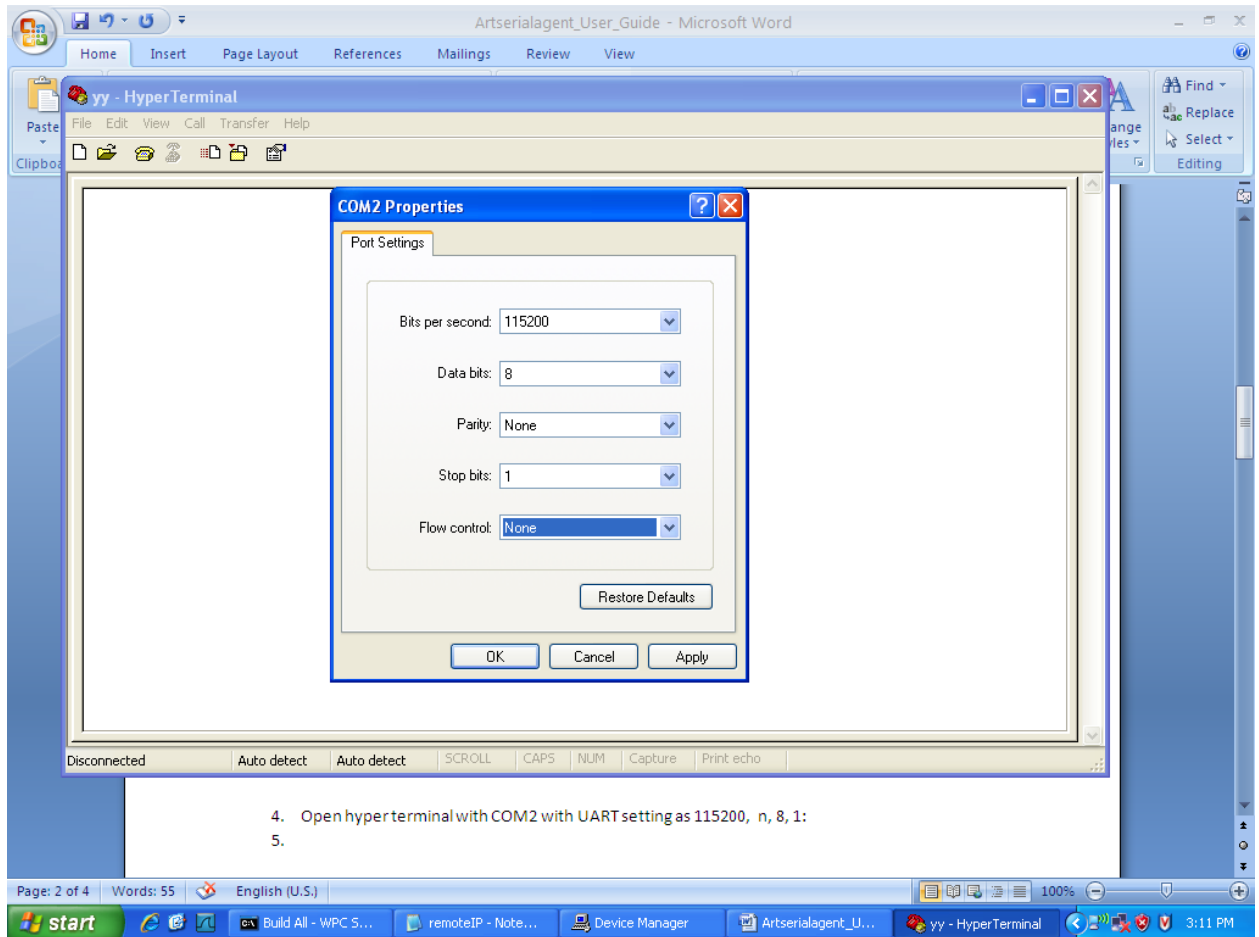 Artserialagent_User_Guide - Microsoft Word
Home Insert Page Layout References Mailings Review View
Paste
Clipboa
Find
Replace
Select
Editing
ange
yles
yy - HyperTerminal
File Edit View Call Transfer Help
COM2 Properties
Port Settings
Bits per second: 115200
Data bits: 8
Parity: None
Stop bits: 1
Flow control: None
Restore Defaults
OK Cancel Apply
Disconnected Auto detect Auto detect SCROLL CAPS NUM Capture Print echo
4. Open hyper terminal with COM2 with UART setting as 115200, n, 8, 1:
5.
Page: 2 of 4 Words: 55 English (U.S.) 100%
start Build All - WPC S... remoteIP - Note... Device Manager Artserialagent_U... yy - HyperTerminal 3:11 PM